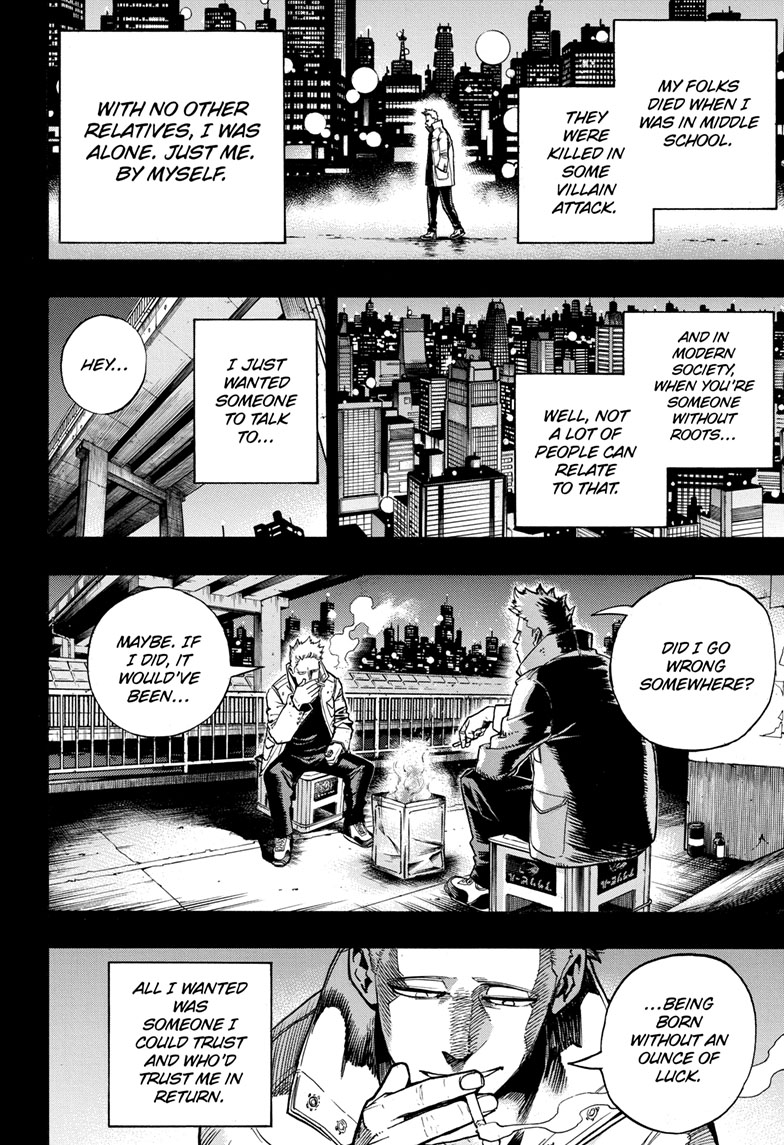 MY FOLKS
DIED WHEN I
WAS IN MIDDLE
SCHOOL.
THEY
WERE
KILLED IN
SOME
VILLAIN
ATTACK.
WITH NO OTHER
RELATIVES, I WAS
ALONE. JUST ME.
BY MYSELF.
AND IN
MODERN
SOCIETY,
WHEN YOU'RE
SOMEONE
WITHOUT
ROOTS...
WELL, NOT
A LOT OF
PEOPLE CAN
RELATE
TO THAT.
I JUST
WANTED
SOMEONE
TO TALK
TO...
HEY...
DID I GO
WRONG
SOMEWHERE?
MAYBE. IF
I DID, IT
WOULD'VE
BEEN...
...BEING
BORN
WITHOUT AN
OUNCE OF
LUCK.
ALL I WANTED
WAS
SOMEONE I
COULD TRUST
AND WHO'D
TRUST ME IN
RETURN.